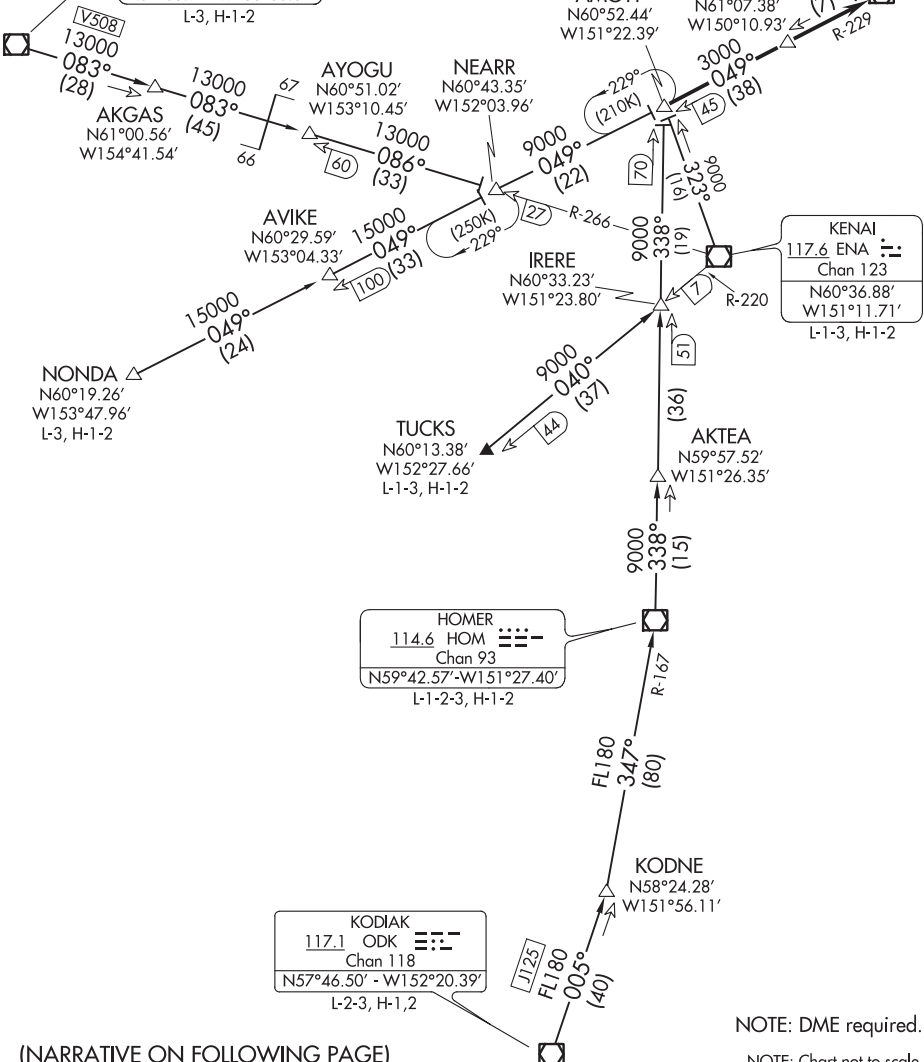 L-3, H-1-2
V508
13000
083°
(28)
AKGAS
N61°00.56'
W154°41.54'
13000
083°
(45)
67
66
AYOGU
N60°51.02'
W153°10.45'
60
13000
086°
(33)
NEARR
N60°43.35'
W152°03.96'
N60°52.44'
W151°22.39'
N61°07.38'
W150°10.93'
R-229
3000
049°
(38)
45
229°
(210K)
9000
049°
(22)
27
R-266
(250K)
229°
AVIKE
N60°29.59'
W153°04.33'
15000
049°
(33)
100
15000
049°
(24)
NONDA
N60°19.26'
W153°47.96'
L-3, H-1-2
70
9000
323°
(16)
9000
338°
(19)
IRERE
N60°33.23'
W151°23.80'
KENAI
117.6 ENA
Chan 123
N60°36.88'
W151°11.71'
L-1-3, H-1-2
7
R-220
9000
040°
(37)
44
TUCKS
N60°13.38'
W152°27.66'
L-1-3, H-1-2
51
(36)
AKTEA
N59°57.52'
W151°26.35'
9000
338°
(15)
HOMER
114.6 HOM
Chan 93
N59°42.57'-W151°27.40'
L-1-2-3, H-1-2
R-167
FL180
347°
(80)
KODNE
N58°24.28'
W151°56.11'
KODIAK
117.1 ODK
Chan 118
N57°46.50' - W152°20.39'
L-2-3, H-1,2
J125
FL180
005°
(40)
NOTE: DME required.
NOTE: Chart not to scale
(NARRATIVE ON FOLLOWING PAGE)